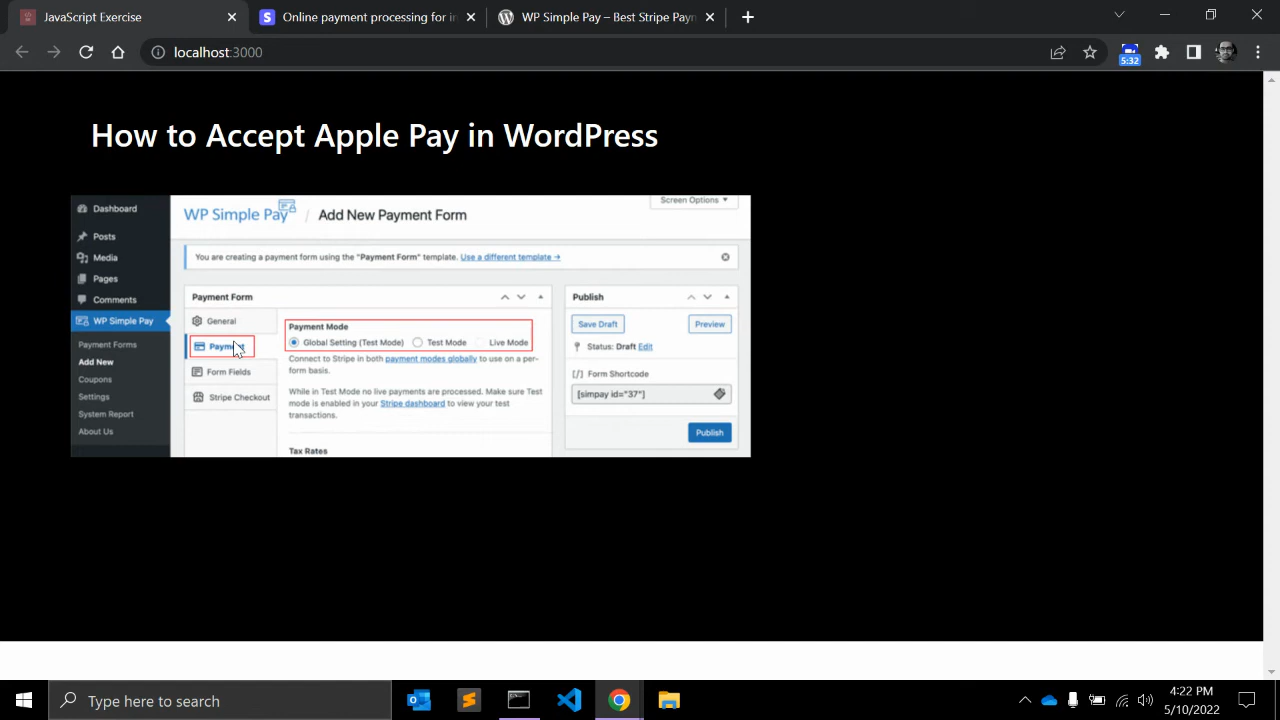 JavaScript Exercise
Online payment processing for in
WP Simple Pay – Best Stripe Paym
localhost:3000
5:32
How to Accept Apple Pay in WordPress
Dashboard
Posts
Media
Pages
Comments
WP Simple Pay
Payment Forms
Add New
Coupons
Settings
System Report
About Us
WP Simple Pay / Add New Payment Form
Screen Options
You are creating a payment form using the "Payment Form" template. Use a different template →
Payment Form
General
Payment
Form Fields
Stripe Checkout
Payment Mode
Global Setting (Test Mode) Test Mode Live Mode
Connect to Stripe in both payment modes globally to use on a per-
form basis.
While in Test Mode no live payments are processed. Make sure Test
mode is enabled in your Stripe dashboard to view your test
transactions.
Tax Rates
Publish
Save Draft Preview
Status: Draft Edit
[/] Form Shortcode
[simpay id="37"]
Publish
Type here to search
4:22 PM
5/10/2022